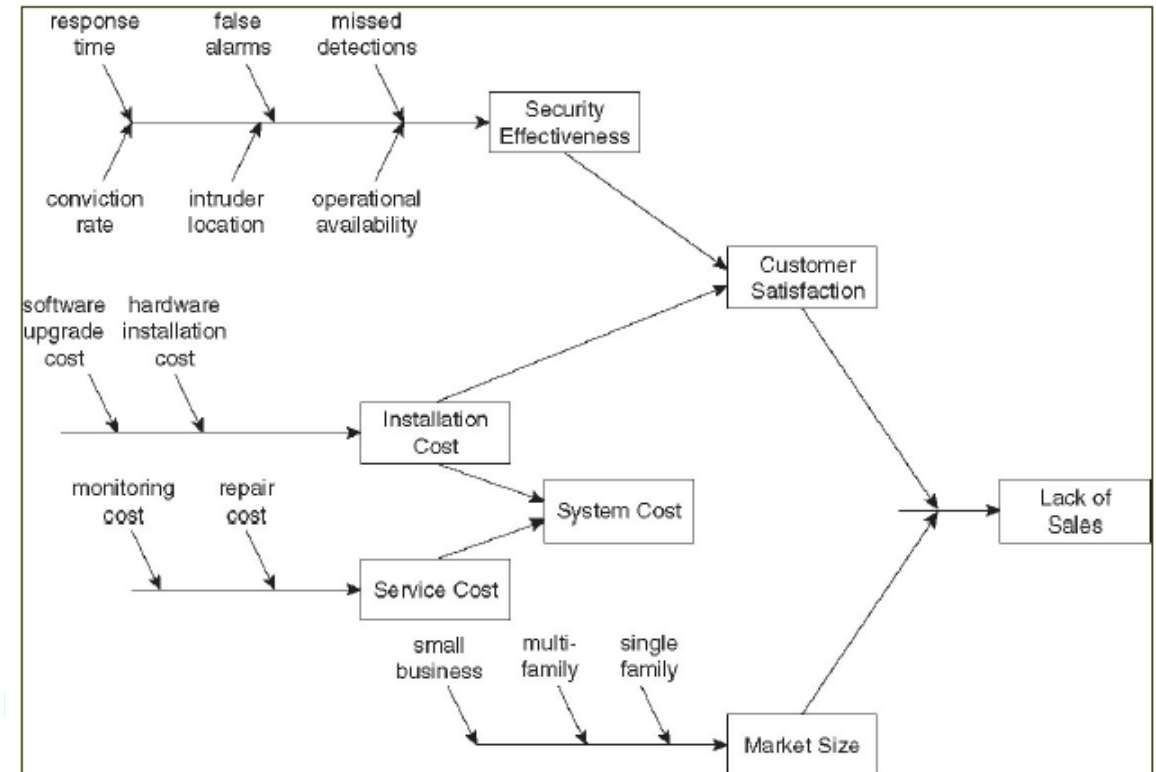 response
time
false
alarms
missed
detections
Security
Effectiveness
conviction
rate
intruder
location
operational
availability
Customer
Satisfaction
software
upgrade
cost
hardware
installation
cost
Installation
Cost
monitoring
cost
repair
cost
System Cost
Lack of
Sales
Service Cost
small
business
multi-
family
single
family
Market Size